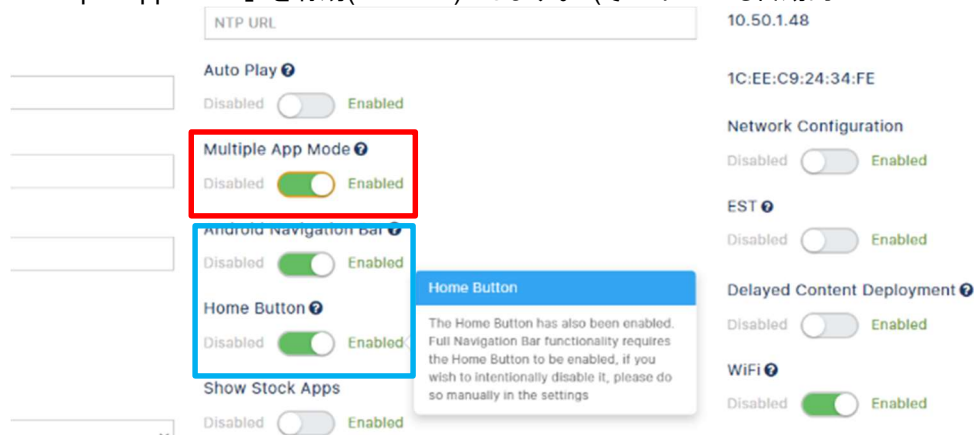 NTP URL
Auto Play
Disabled Enabled
Multiple App Mode
Disabled Enabled
Android Navigation Bar
Disabled Enabled
Home Button
Disabled Enabled
Show Stock Apps
Disabled Enabled
Home Button
The Home Button has also been enabled.
Full Navigation Bar functionality requires
the Home Button to be enabled, if you
wish to intentionally disable it, please do
so manually in the settings
10.50.1.48
1C:EE:C9:24:34:FE
Network Configuration
Disabled Enabled
EST
Disabled Enabled
Delayed Content Deployment
Disabled Enabled
WiFi
Disabled Enabled